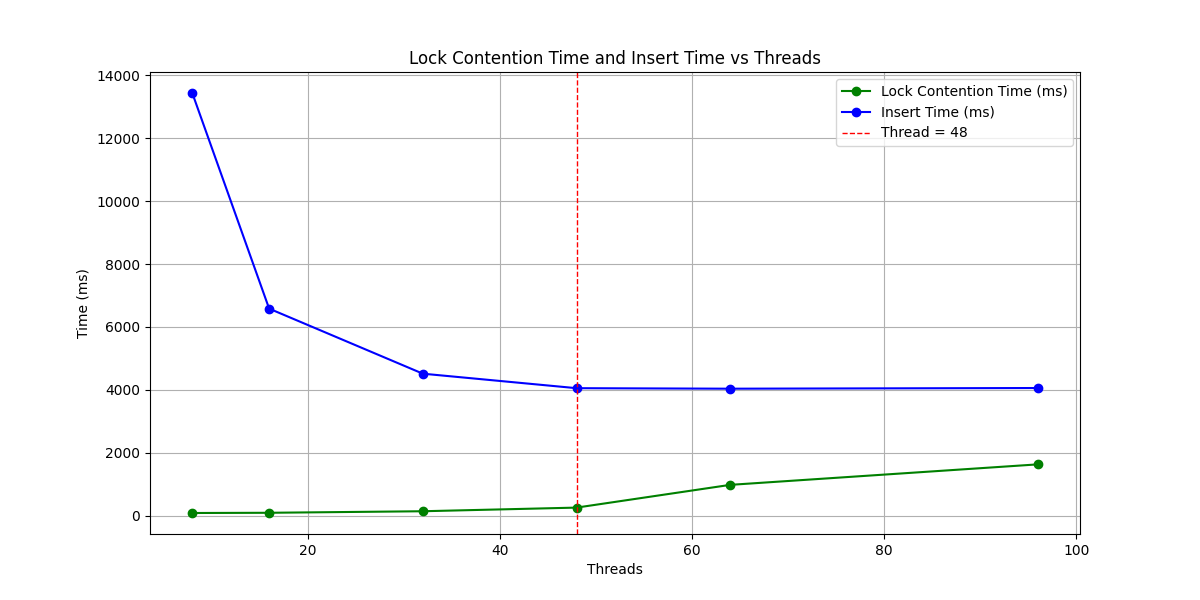 Lock Contention Time and Insert Time vs Threads
14000
12000
10000
8000
6000
4000
2000
0
Time (ms)
Lock Contention Time (ms)
Insert Time (ms)
Thread = 48
20
40
60
80
100
Threads